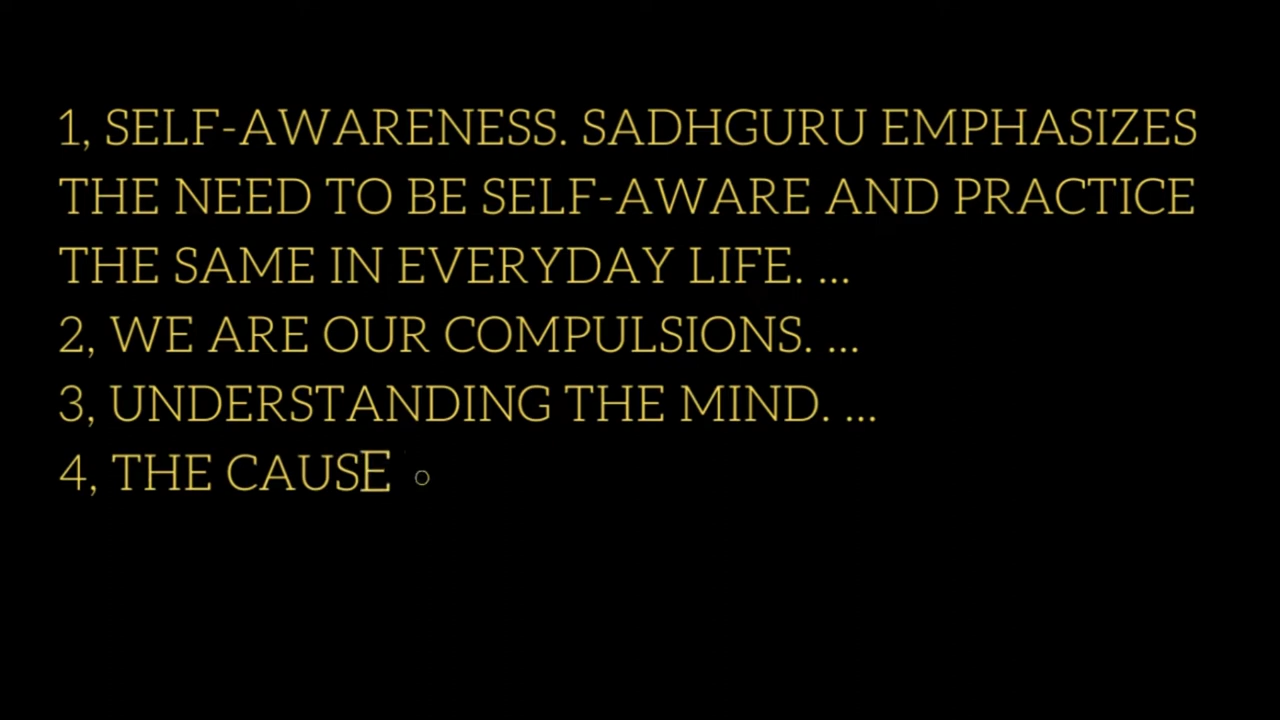 1, SELF-AWARENESS. SADHGURU EMPHASIZES
THE NEED TO BE SELF-AWARE AND PRACTICE
THE SAME IN EVERYDAY LIFE. ...
2, WE ARE OUR COMPULSIONS. ...
3, UNDERSTANDING THE MIND. ...
4, THE CAUSE O